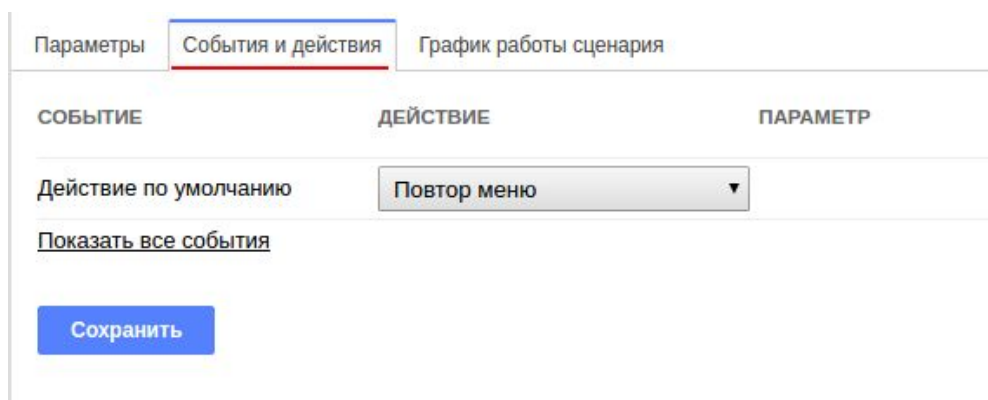 Параметры События и действия График работы сценария
СОБЫТИЕ ДЕЙСТВИЕ ПАРАМЕТР
Действие по умолчанию Повтор меню
Показать все события
Сохранить